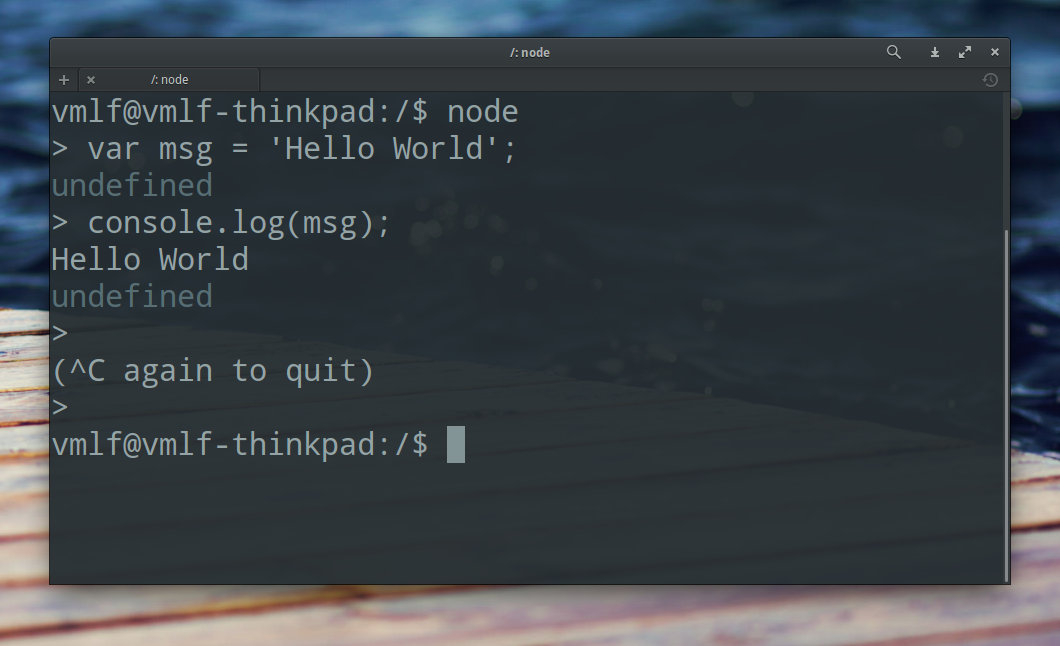 /: node
/: node
vmlf@vmlf-thinkpad:/$ node
> var msg = 'Hello World';
undefined
> console.log(msg);
Hello World
undefined
>
(^C again to quit)
>
vmlf@vmlf-thinkpad:/$